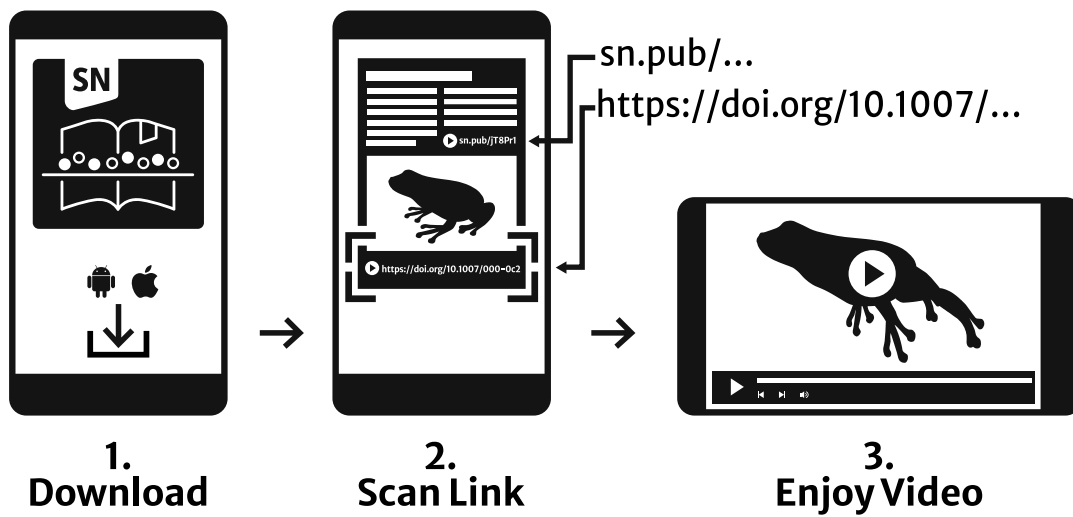 SN
sn.pub/jT8Pr1
https://doi.org/10.1007/000-0c2
sn.pub/...
https://doi.org/10.1007/...
1.
Download
2.
Scan Link
3.
Enjoy Video